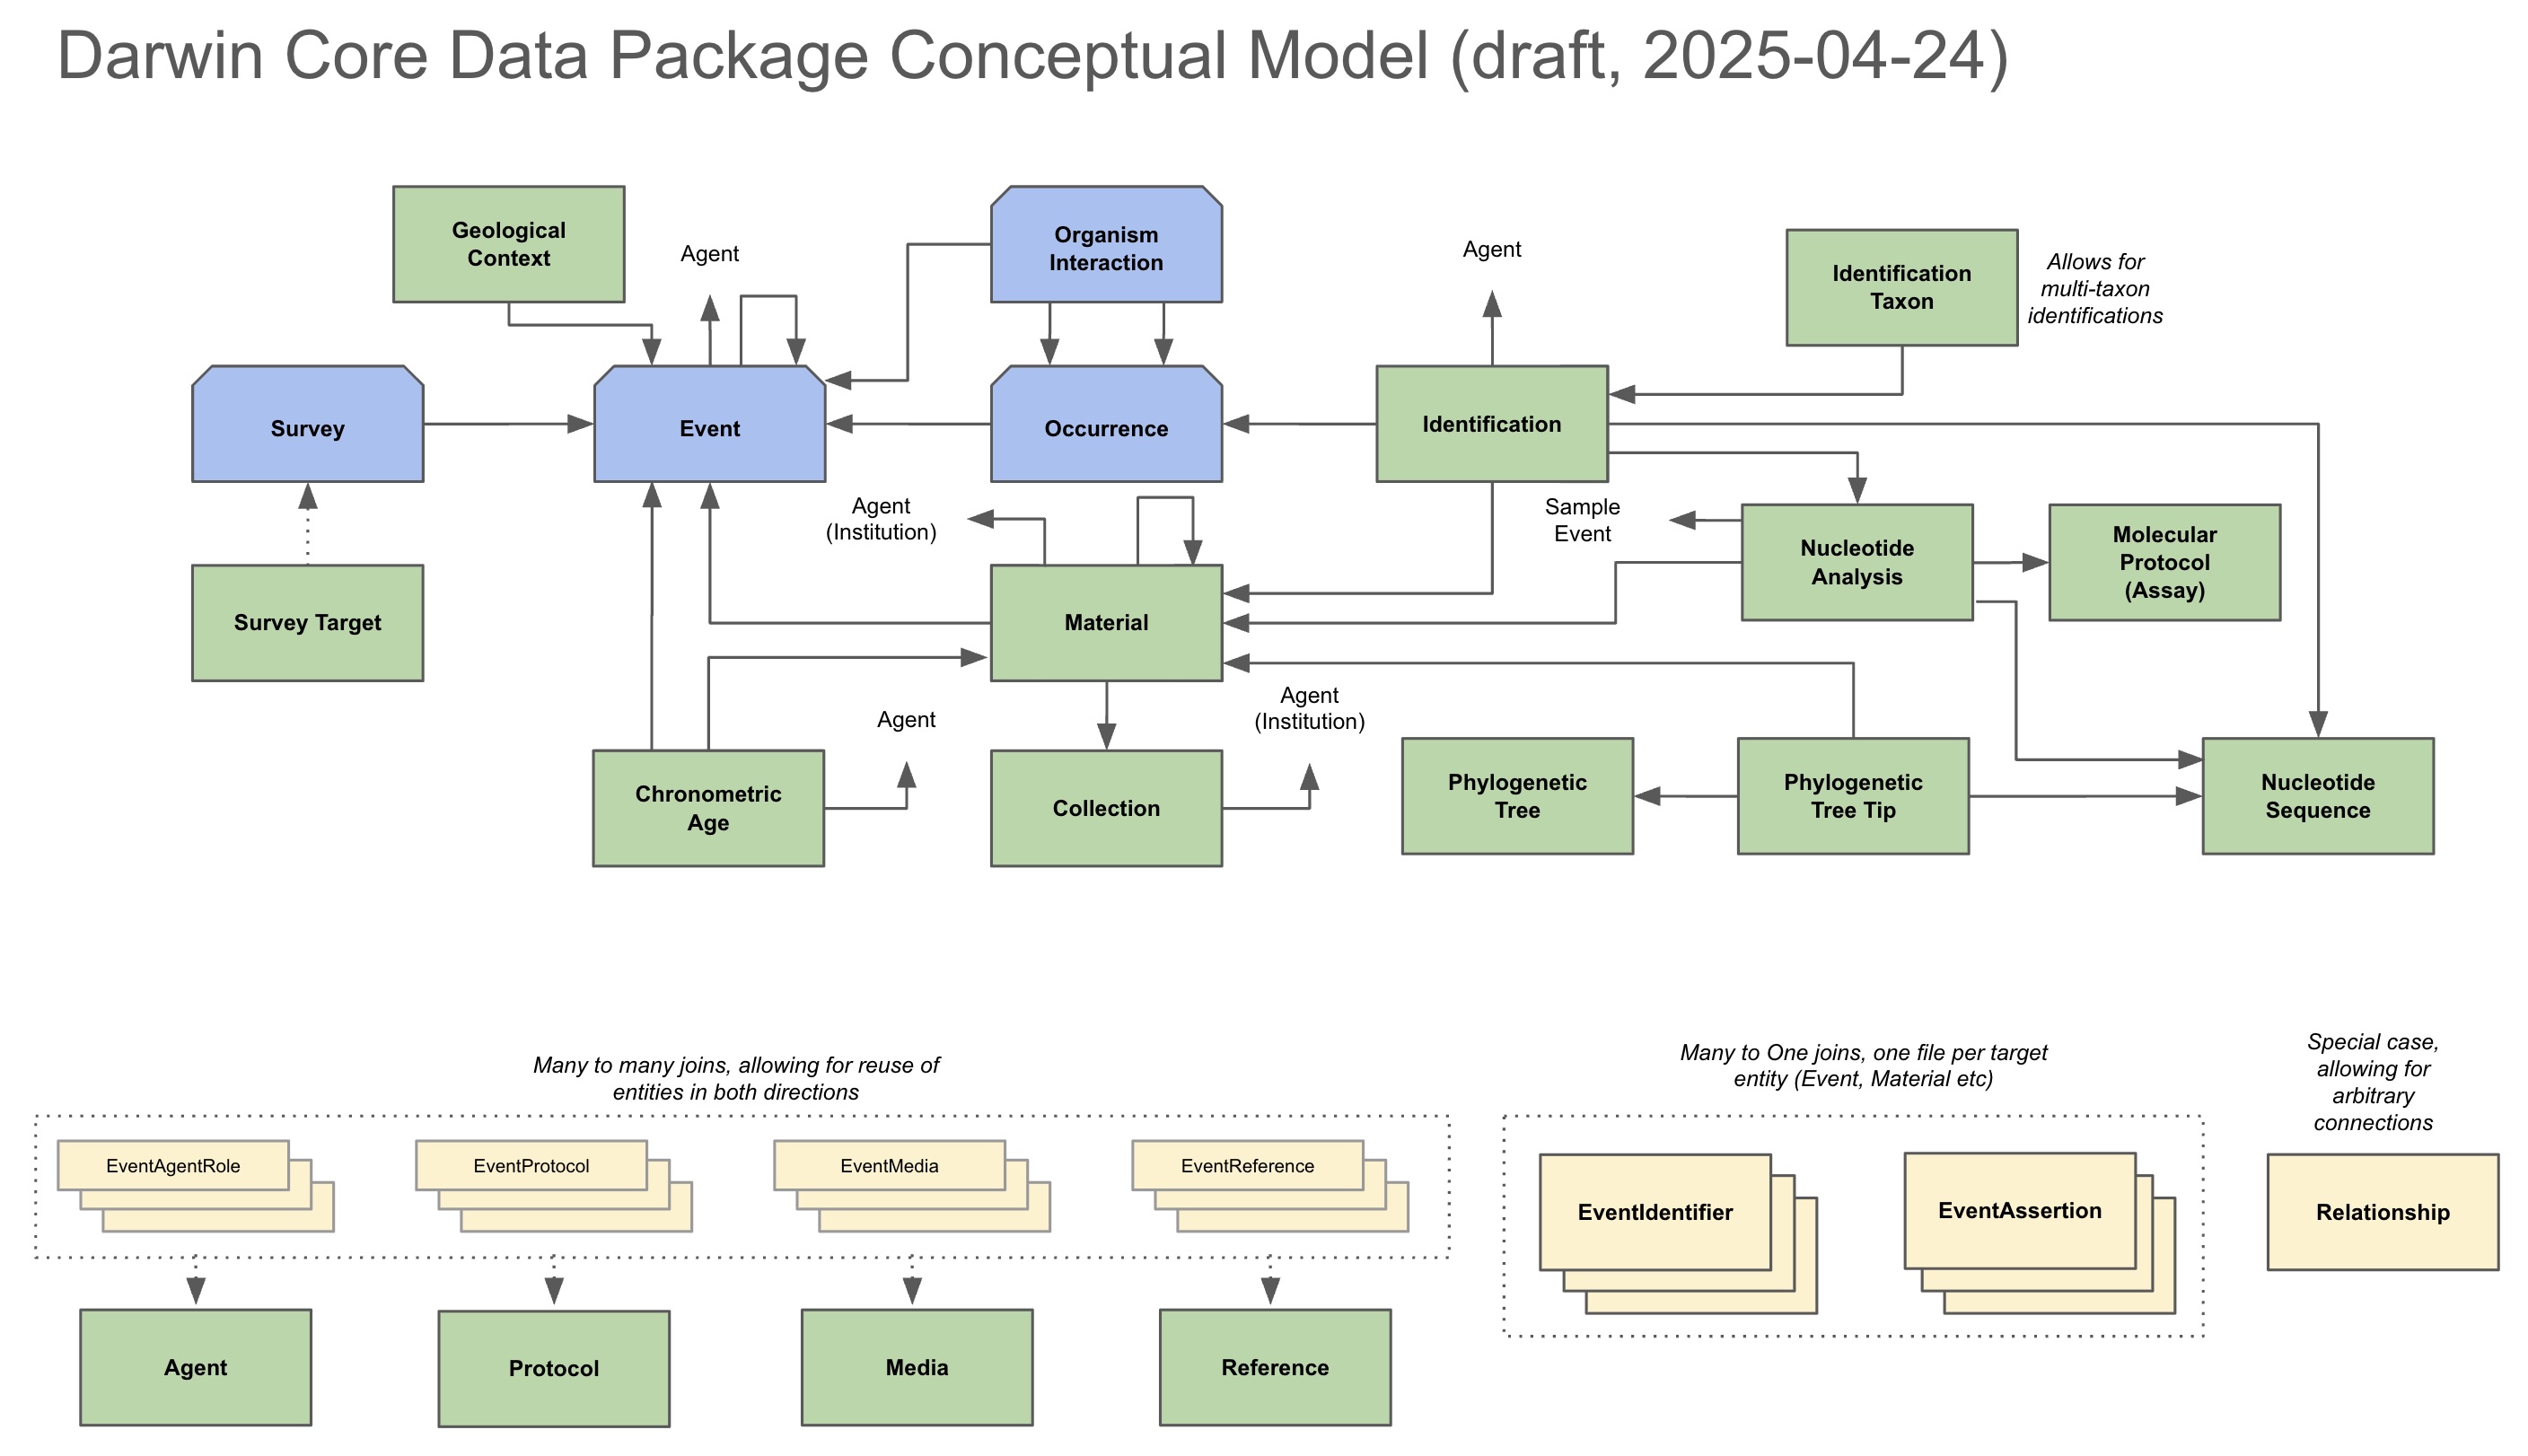 Darwin Core Data Package Conceptual Model (draft, 2025-04-24)
Geological
Context
Agent
Organism
Interaction
Agent
Identification
Taxon
Allows for
multi-taxon
identifications
Survey
Event
Occurrence
Identification
Agent
(Institution)
Sample
Event
Nucleotide
Analysis
Molecular
Protocol
(Assay)
Survey Target
Material
Agent
Agent
(Institution)
Chronometric
Age
Collection
Phylogenetic
Tree
Phylogenetic
Tree Tip
Nucleotide
Sequence
Many to many joins, allowing for reuse of
entities in both directions
Many to One joins, one file per target
entity (Event, Material etc)
Special case,
allowing for
arbitrary
connections
EventAgentRole
EventProtocol
EventMedia
EventReference
EventIdentifier
EventAssertion
Relationship
Agent
Protocol
Media
Reference